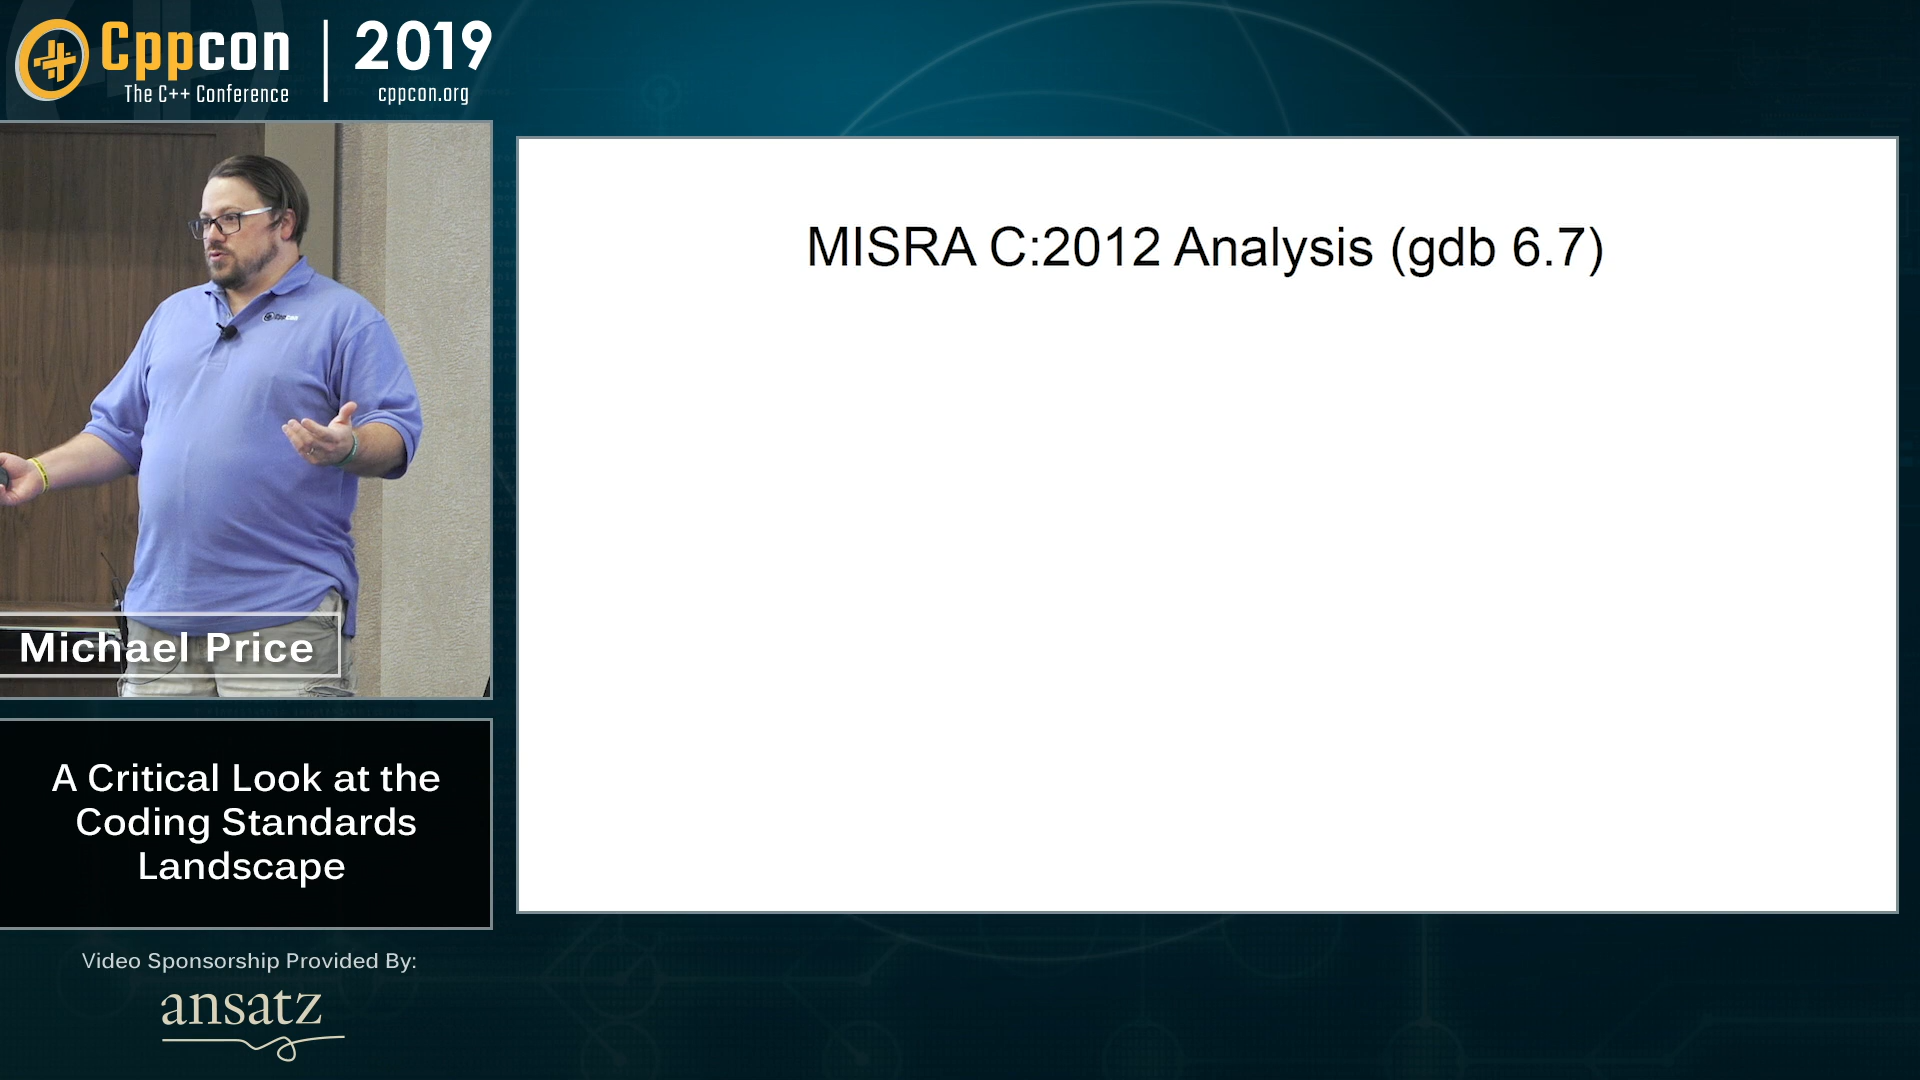 Cppcon
The C++ Conference
2019
cppcon.org
MISRA C:2012 Analysis (gdb 6.7)
Michael Price
A Critical Look at the
Coding Standards
Landscape
Video Sponsorship Provided By:
ansatz